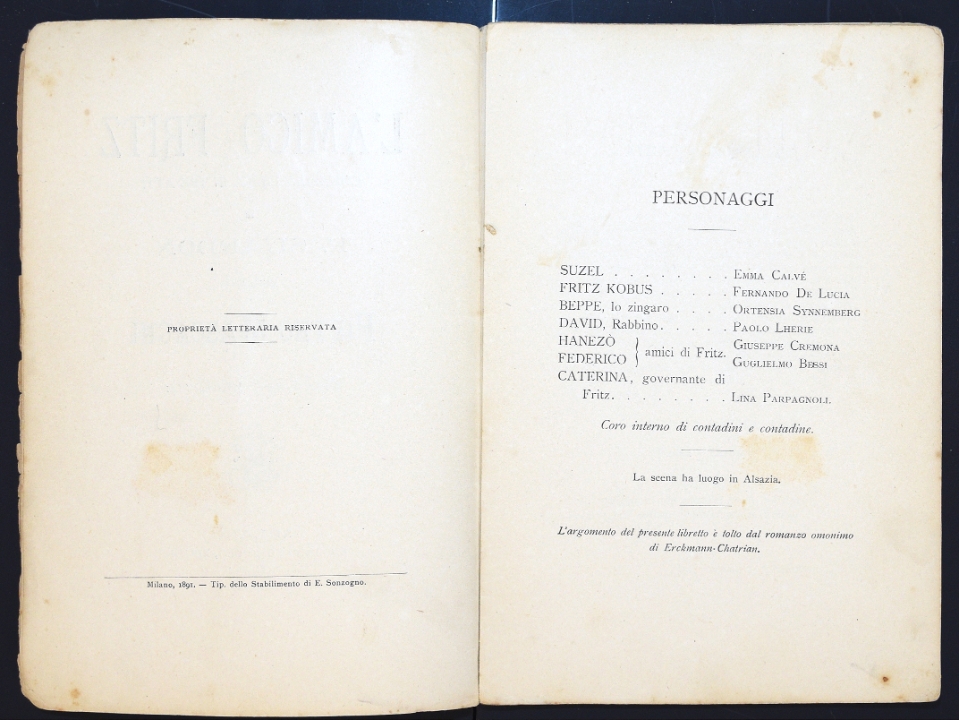 PROPRIETÀ LETTERARIA RISERVATA
Milano, 1891. — Tip. dello Stabilimento di E. Sonzogno.
PERSONAGGI
SUZEL . . . . . . . . EMMA CALVÉ
FRITZ KOBUS . . . . . FERNANDO DE LUCIA
BEPPE, lo zingaro . . . . ORTENSIA SYNNEMBERG
DAVID, Rabbino . . . . . PAOLO LHERIE
HANEZÒ } amici di Fritz. GIUSEPPE CREMONA
FEDERICO GUGLIELMO BESSI
CATERINA, governante di
Fritz . . . . . . . . LINA PARPAGNOLI.
Coro interno di contadini e contadine.
La scena ha luogo in Alsazia.
L'argomento del presente libretto è tolto dal romanzo omonimo
di Erckmann-Chatrian.